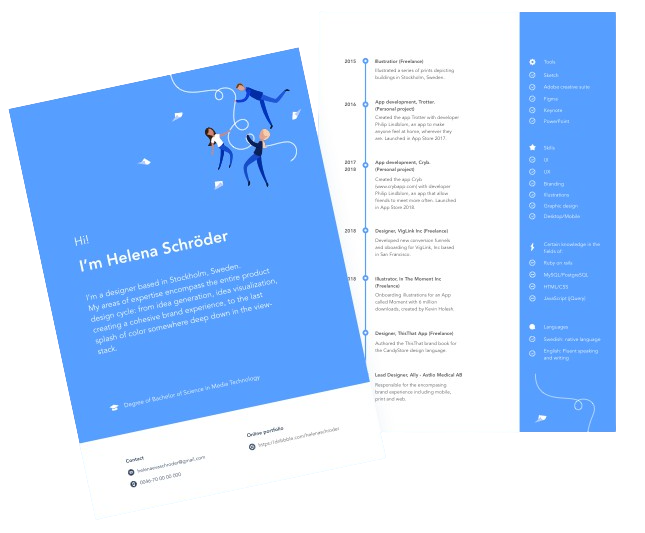 Hi!
I'm Helena Schröder
I'm a designer based in Stockholm, Sweden.
My areas of expertise encompass the entire product
design cycle: from idea generation, idea visualization,
creating a cohesive brand experience, to the last
splash of color somewhere deep down in the view-
stack.
Degree of Bachelor of Science in Media Technology
Contact
0046-70 00 00 000
Online portfolio
2015
Illustrator (Freelance)
Illustrated a series of prints depicting
buildings in Stockholm, Sweden.
2016
App development, Trotter.
(Personal project)
Created the app Trotter with developer
Philip Lindblom, an app to make
anyone feel at home, wherever they
are. Launched in App Store 2017.
2017
2018
App development, Cryb.
(Personal project)
Created the app Cryb
(www.crybapp.com) with developer
Philip Lindblom, an app that allow
friends to meet more often. Launched
in App Store 2018.
2018
Designer, VigLink Inc (Freelance)
Developed new conversion funnels
and onboarding for VigLink, Inc based
in San Francisco.
Illustrator, In The Moment Inc
(Freelance)
Onboarding illustrations for an App
called Moment with 6 million
downloads, created by Kevin Holesh
Designer, ThisThat App (Freelance)
Authored the ThisThat brand book for
the CandyStore design language
Lead Designer, Ally - Astlo Medical AB
Responsible for the encompassing
brand experience including mobile,
print and web.
Tools
Sketch
Adobe creative suite
Figma
Keynote
PowerPoint
Skills
UI
UX
Branding
Illustrations
Graphic design
Desktop/Mobile
Certain knowledge in the
fields of:
Ruby on rails
MySQL/PostgreSQL
HTML/CSS
JavaScript (jQuery)
Languages
Swedish, native language
English: Fluent speaking
and writing